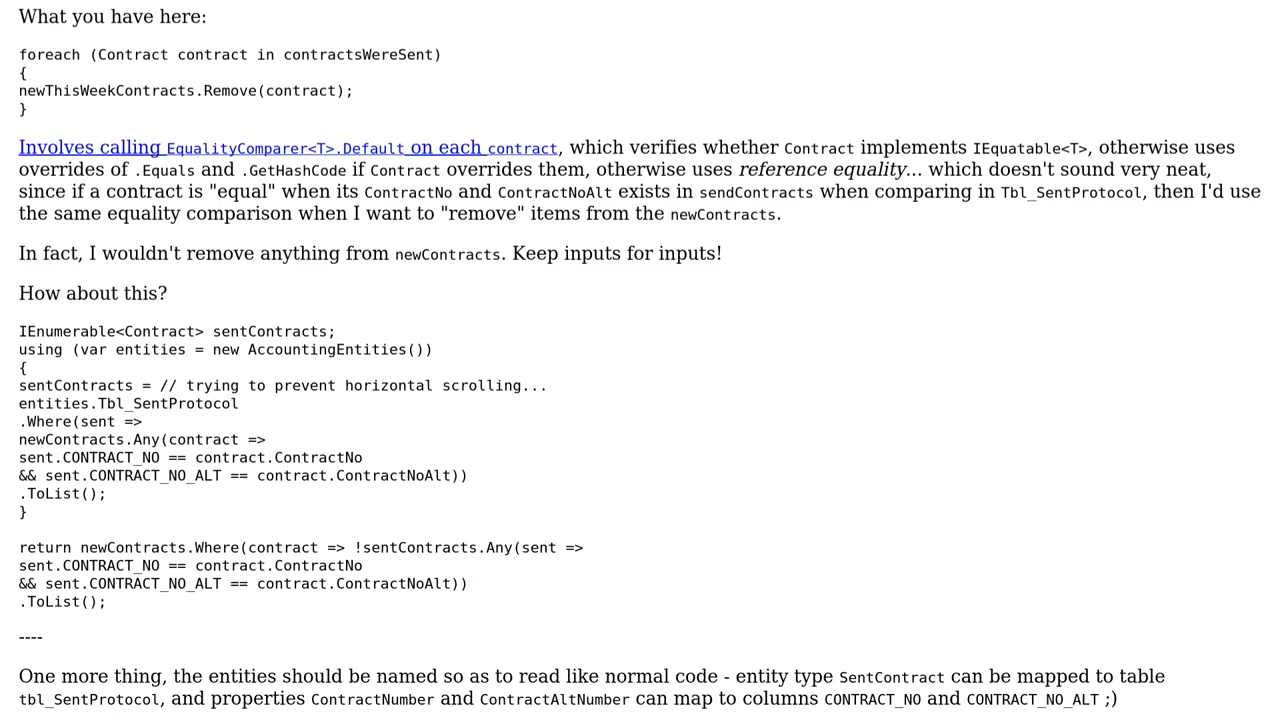 What you have here:
foreach (Contract contract in contractsWereSent)
{
newThisWeekContracts.Remove(contract);
}
Involves calling EqualityComparer<T>.Default on each contract, which verifies whether Contract implements IEquatable<T>, otherwise uses
overrides of .Equals and .GetHashCode if Contract overrides them, otherwise uses reference equality... which doesn't sound very neat,
since if a contract is "equal" when its ContractNo and ContractNoAlt exists in sendContracts when comparing in Tbl_SentProtocol, then I'd use
the same equality comparison when I want to "remove" items from the newContracts.
In fact, I wouldn't remove anything from newContracts. Keep inputs for inputs!
How about this?
IEnumerable<Contract> sentContracts;
using (var entities = new AccountingEntities())
{
sentContracts = // trying to prevent horizontal scrolling...
entities.Tbl_SentProtocol
.Where(sent =>
newContracts.Any(contract =>
sent.CONTRACT_NO == contract.ContractNo
&& sent.CONTRACT_NO_ALT == contract.ContractNoAlt))
.ToList();
}
return newContracts.Where(contract => !sentContracts.Any(sent =>
sent.CONTRACT_NO == contract.ContractNo
&& sent.CONTRACT_NO_ALT == contract.ContractNoAlt))
.ToList();
----
One more thing, the entities should be named so as to read like normal code - entity type SentContract can be mapped to table
tbl_SentProtocol, and properties ContractNumber and ContractAltNumber can map to columns CONTRACT_NO and CONTRACT_NO_ALT ;)